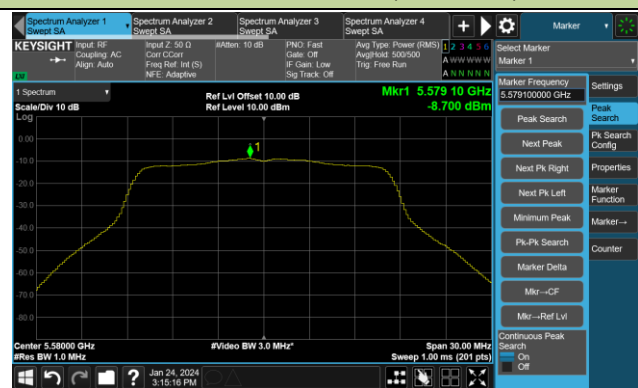 Spectrum Analyzer 1
Swept SA
Spectrum Analyzer 2
Swept SA
Spectrum Analyzer 3
Swept SA
Spectrum Analyzer 4
Swept SA
Marker
KEYSIGHT
Input: RF
Coupling: AC
Align: Auto
Input Z: 50 Ω
Corr CCorr
Freq Ref: Int (S)
NFE: Adaptive
#Atten: 10 dB
PNO: Fast
Gate: Off
IF Gain: Low
Sig Track: Off
Avg Type: Power (RMS)
Avg|Hold: 500/500
Trig: Free Run
1 2 3 4 5 6
A W W W W W
A N N N N N
LW
Select Marker
Marker 1
1 Spectrum
Scale/Div 10 dB
Log
Ref Lvl Offset 10.00 dB
Ref Level 10.00 dBm
Mkr1 5.579 10 GHz
-8.700 dBm
1
0.00
-10.0
-20.0
-30.0
-40.0
-50.0
-60.0
-70.0
-80.0
Center 5.58000 GHz
#Res BW 1.0 MHz
#Video BW 3.0 MHz*
Span 30.00 MHz
Sweep 1.00 ms (201 pts)
Marker Frequency
5.579100000 GHz
Peak Search
Next Peak
Next Pk Right
Next Pk Left
Minimum Peak
Pk-Pk Search
Marker Delta
Mkr→CF
Mkr→Ref Lvl
Continuous Peak
Search
On
Off
Settings
Peak
Search
Pk Search
Config
Properties
Marker
Function
Marker→
Counter
?
Jan 24, 2024
3:15:16 PM